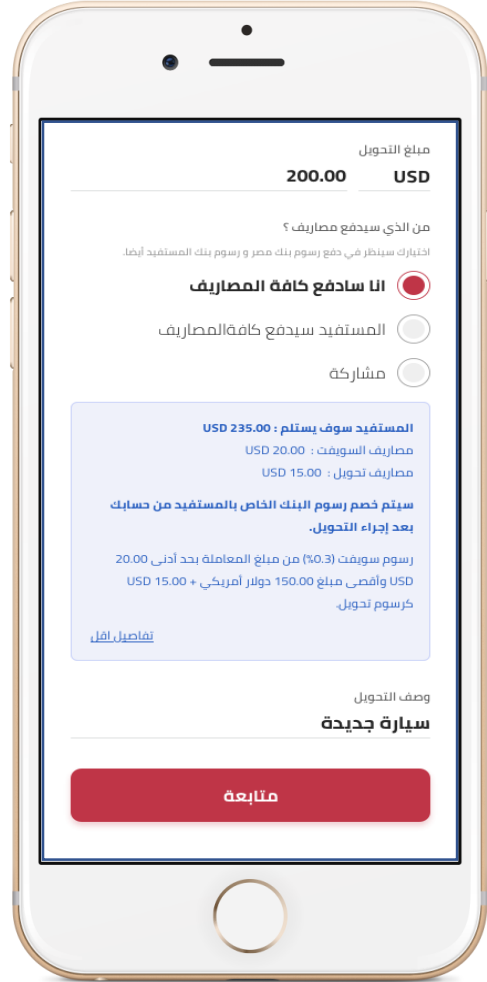 مبلغ التحويل
USD 200.00
من الذي سيدفع مصاريف ؟
اختيارك سينظر في دفع رسوم بنك مصر و رسوم بنك المستفيد أيضا.
انا سادفع كافة المصاريف
المستفيد سيدفع كافةالمصاريف
مشاركة
المستفيد سوف يستلم : USD 235.00
مصاريف السويفت : USD 20.00
مصاريف تحويل : USD 15.00
سيتم خصم رسوم البنك الخاص بالمستفيد من حسابك
بعد إجراء التحويل.
رسوم سويفت (0.3%) من مبلغ المعاملة بحد أدنى 20.00
USD وأقصى مبلغ 150.00 دولار أمريكي + USD 15.00
كرسوم تحويل.
تفاصيل اقل
وصف التحويل
سيارة جديدة
متابعة